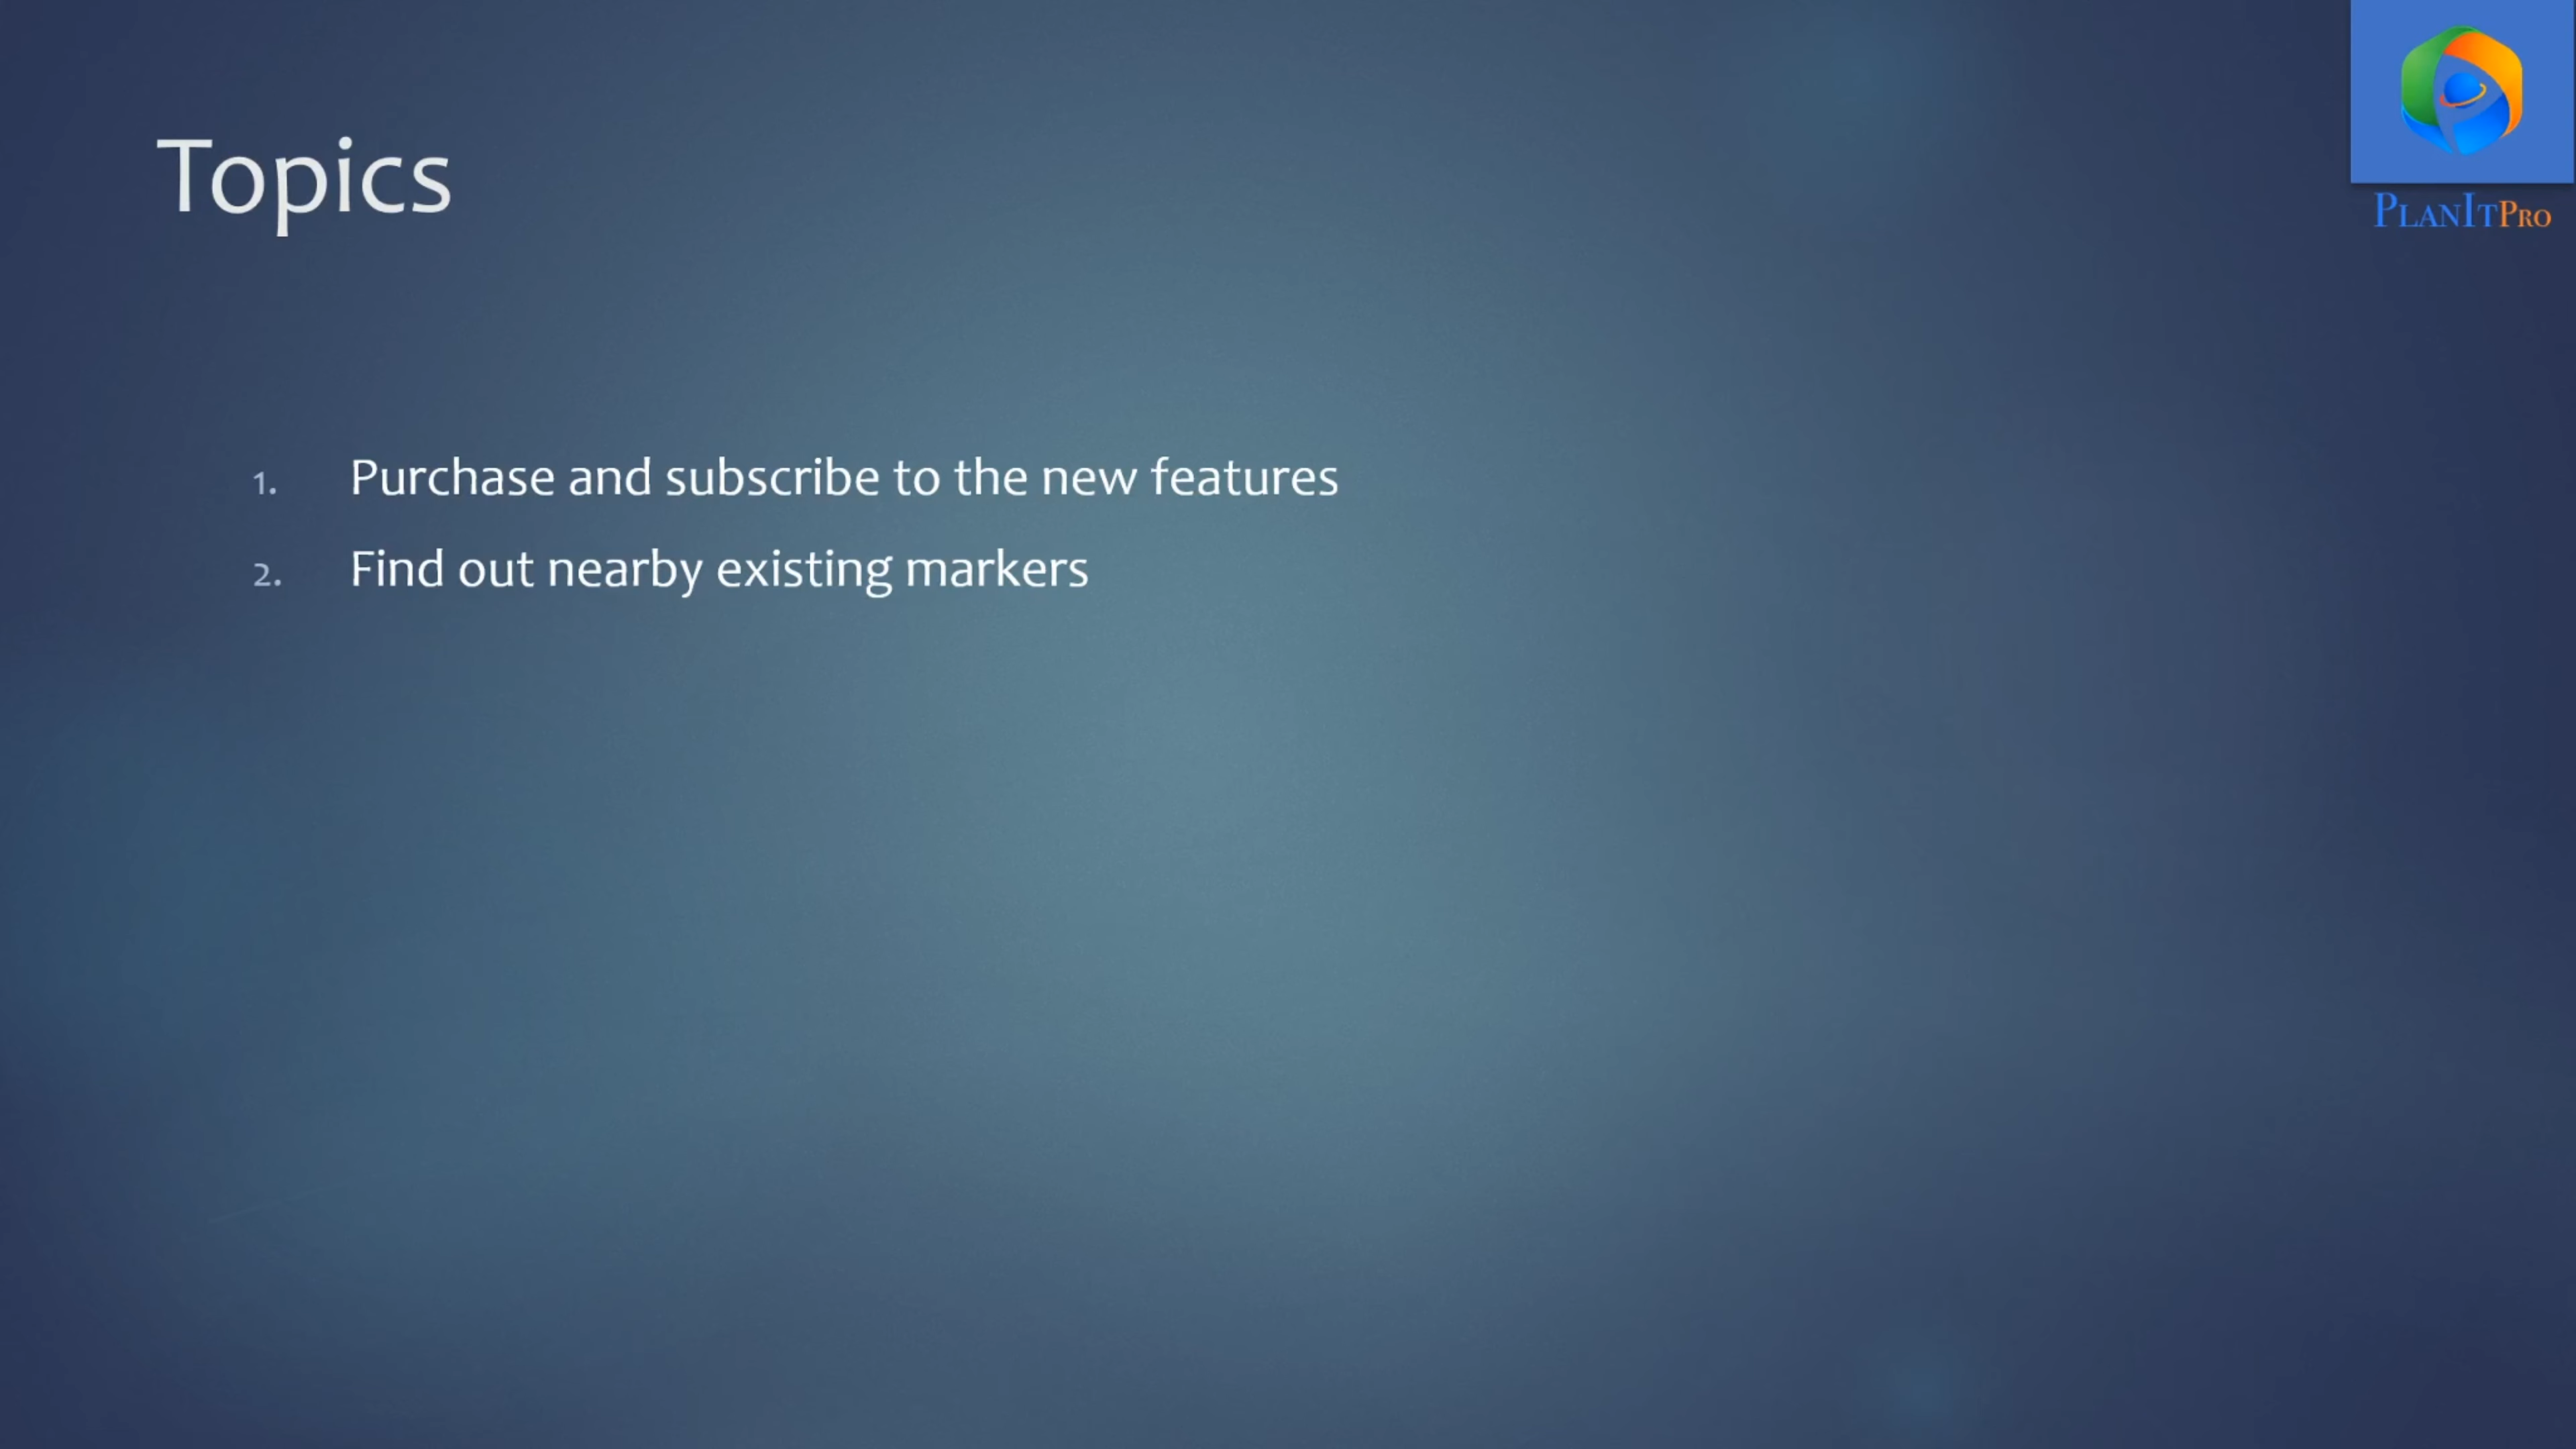 Topics
PlanItPro
1. Purchase and subscribe to the new features
2. Find out nearby existing markers